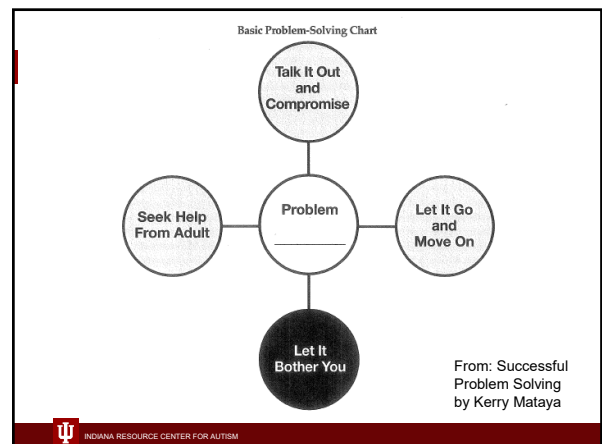 Basic Problem-Solving Chart
Talk It Out
and
Compromise
Seek Help
From Adult
Problem
Let It Go
and
Move On
Let It
Bother You
From: Successful
Problem Solving
by Kerry Mataya
INDIANA RESOURCE CENTER FOR AUTISM